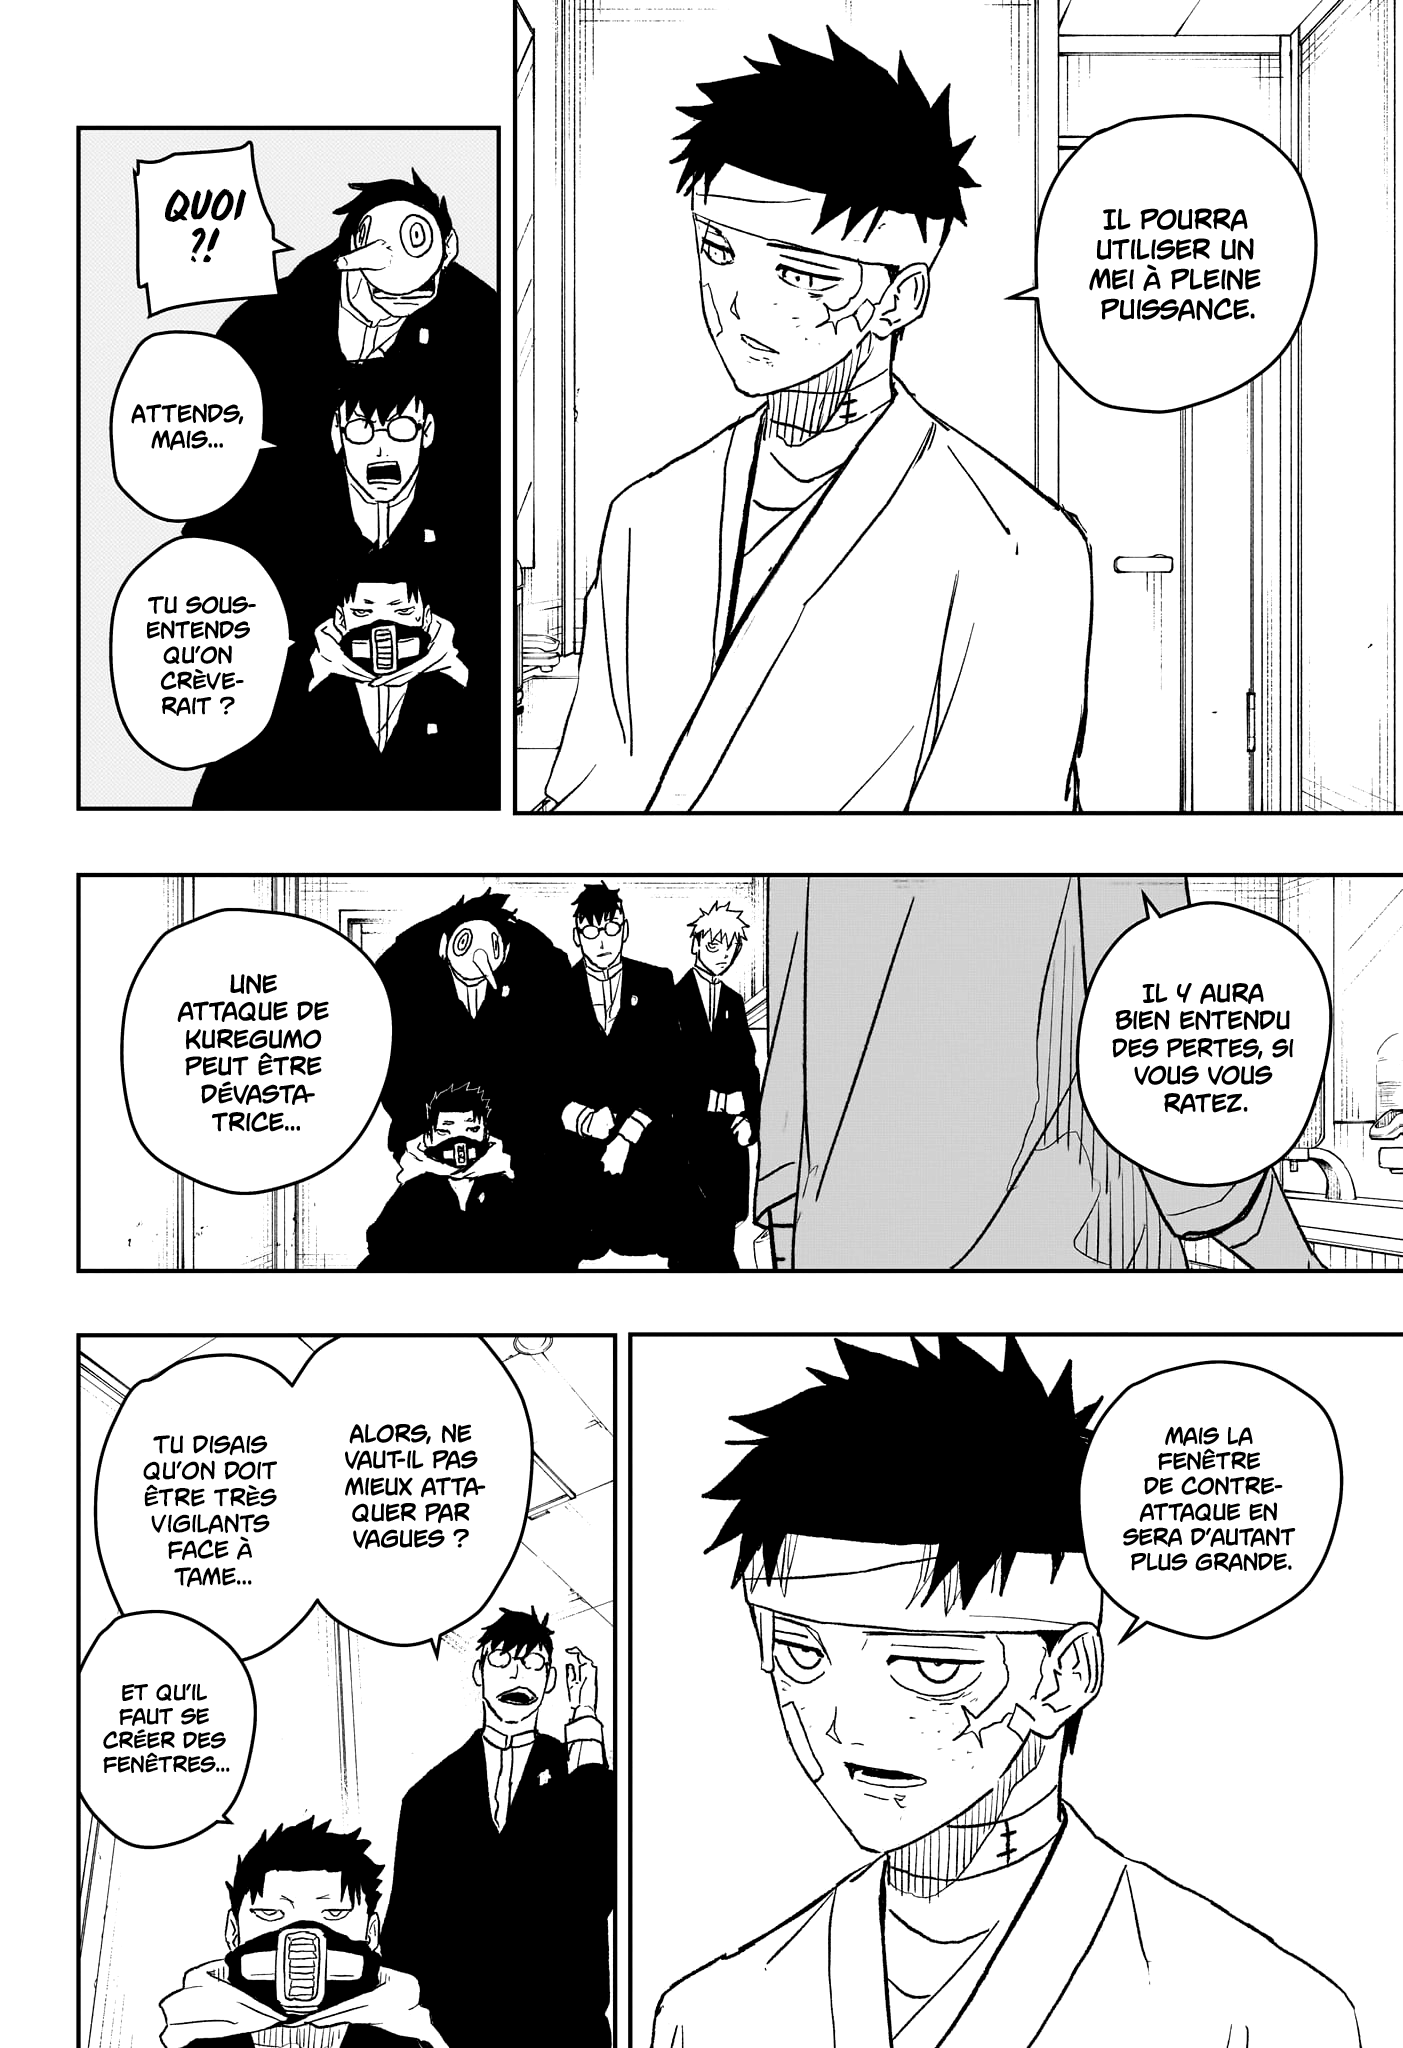 IL POURRA
UTILISER UN
MEI À PLEINE
PUISSANCE.
QUOI
?!
ATTENDS,
MAIS...
TU SOUS-
ENTENDS
QU'ON
CRÈVE-
RAIT ?
IL Y AURA
BIEN ENTENDU
DES PERTES, SI
VOUS VOUS
RATEZ.
UNE
ATTAQUE DE
KUREGUMO
PEUT ÊTRE
DÉVASTA-
TRICE...
MAIS LA
FENÊTRE
DE CONTRE-
ATTAQUE EN
SERA D'AUTANT
PLUS GRANDE.
ALORS, NE
VAUT-IL PAS
MIEUX ATTA-
QUER PAR
VAGUES ?
TU DISAIS
QU'ON DOIT
ÊTRE TRÈS
VIGILANTS
FACE À
TAME...
ET QU'IL
FAUT SE
CRÉER DES
FENÊTRES...